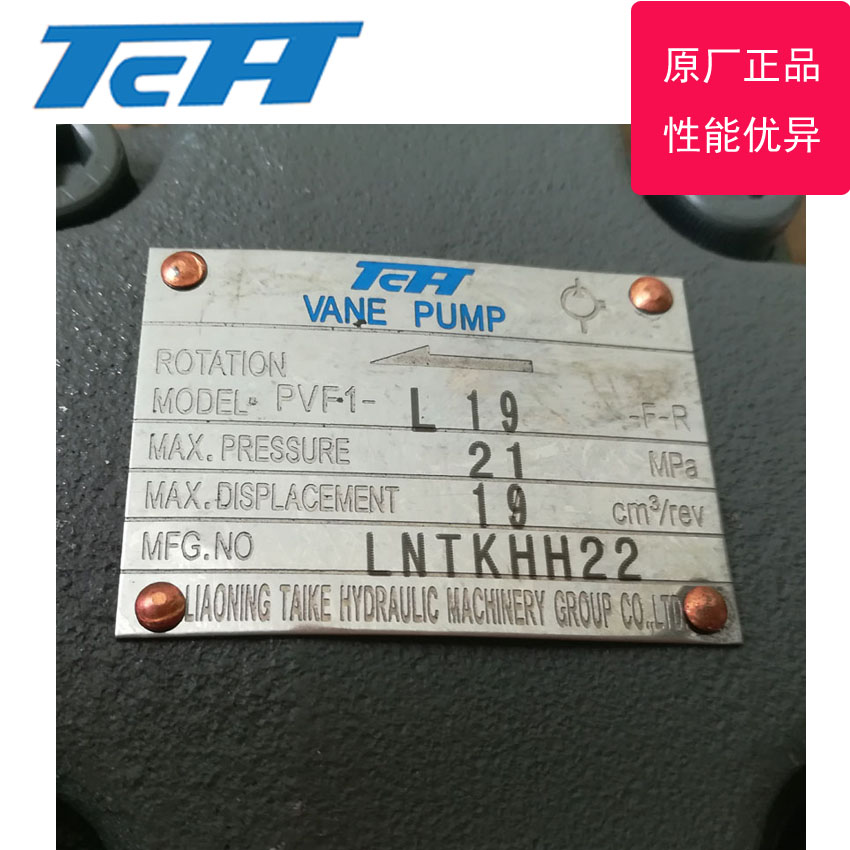 TCH
原厂正品
性能优异
TCH
VANE PUMP
ROTATION
MODEL- PVF1- L 19 -F-R
MAX. PRESSURE 21 MPa
MAX. DISPLACEMENT 19 cm³/rev
MFG.NO LNTKHH22
LIAONING TAIKE HYDRAULIC MACHINERY GROUP CO.,LTD